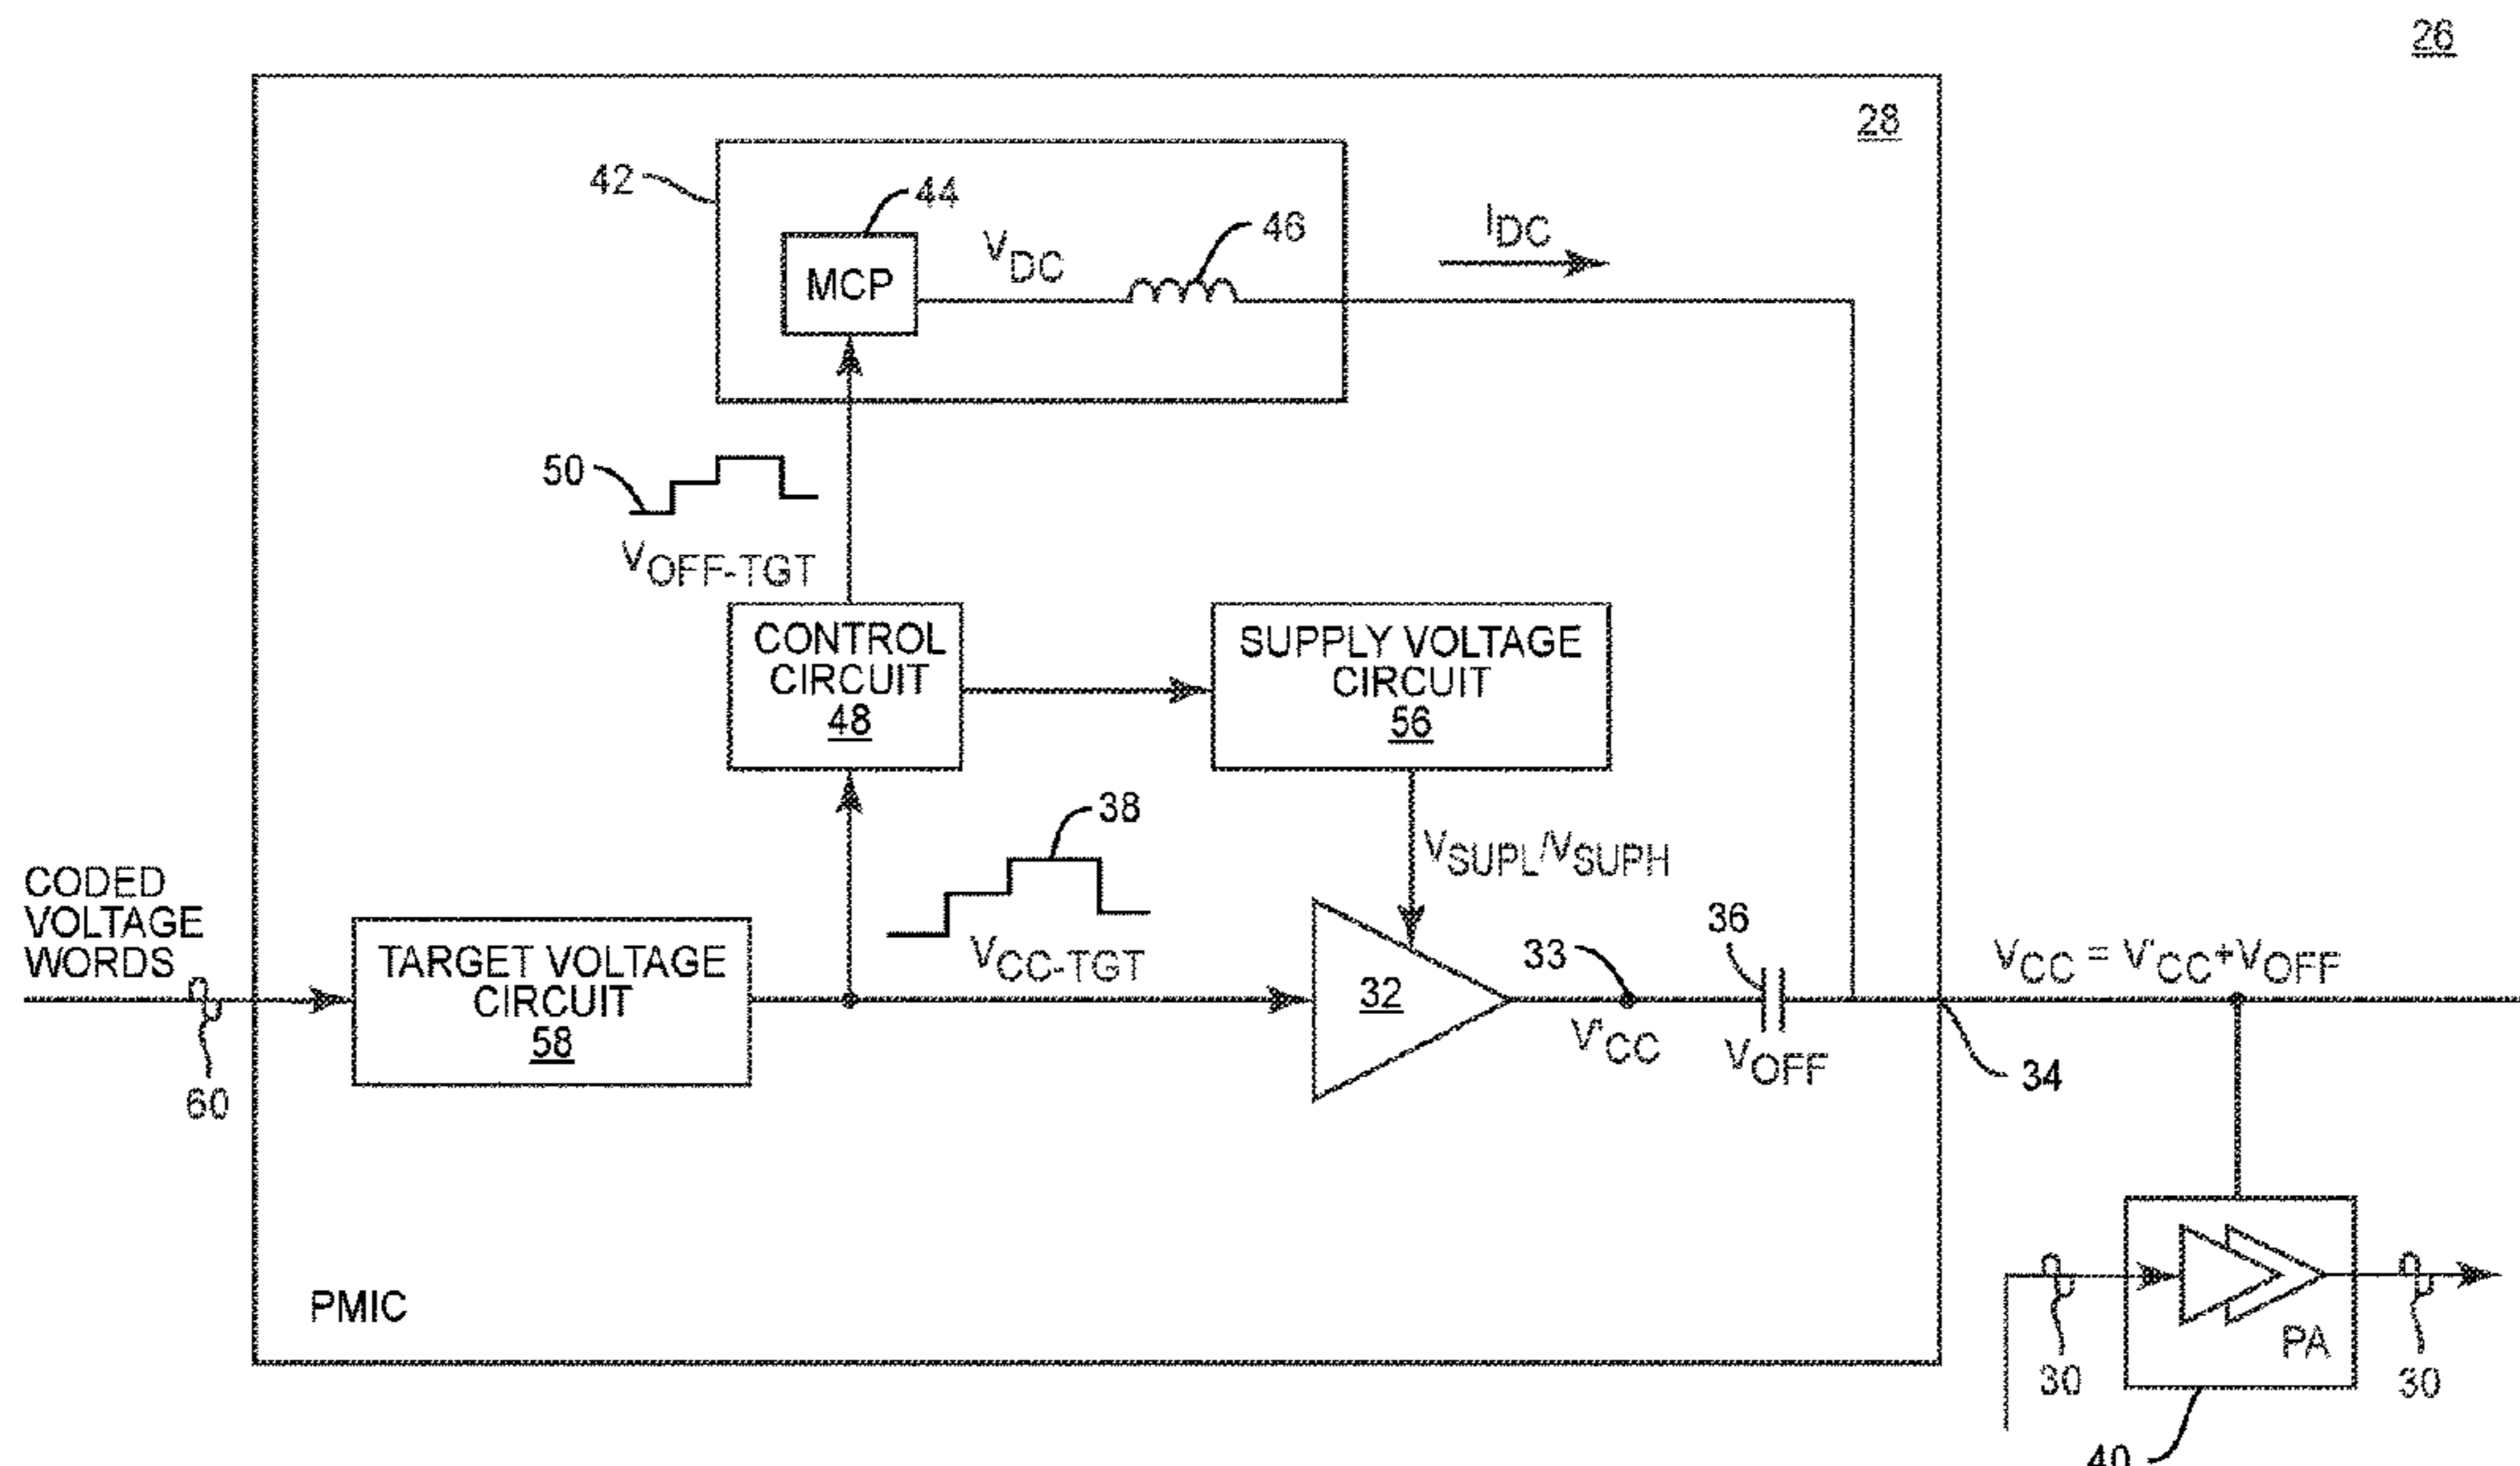 26
28
42
44
MCP
VDC
46
IDC
50
VOFF-TGT
CONTROL
CIRCUIT
48
SUPPLY VOLTAGE
CIRCUIT
56
38
VSUPL/VSUPH
CODED
VOLTAGE
WORDS
60
TARGET VOLTAGE
CIRCUIT
58
VCC-TGT
32
33
V'CC
36
VOFF
VCC = V'CC+VOFF
34
PMIC
30
PA
30
40